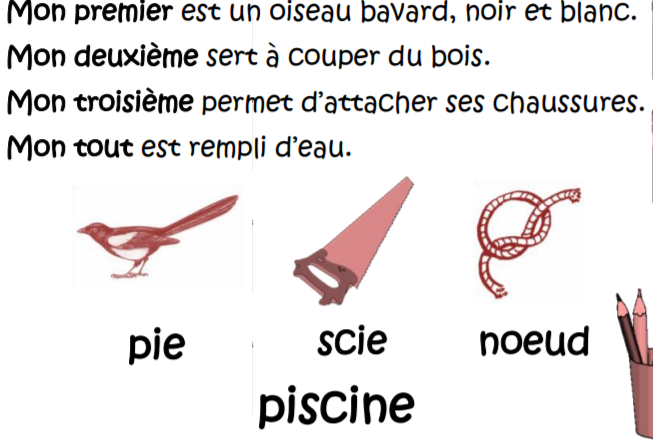 Mon premier est un oiseau bavard, noir et blanc.
Mon deuxième sert à couper du bois.
Mon troisième permet d'attacher ses chaussures.
Mon tout est rempli d'eau.
pie scie noeud
piscine